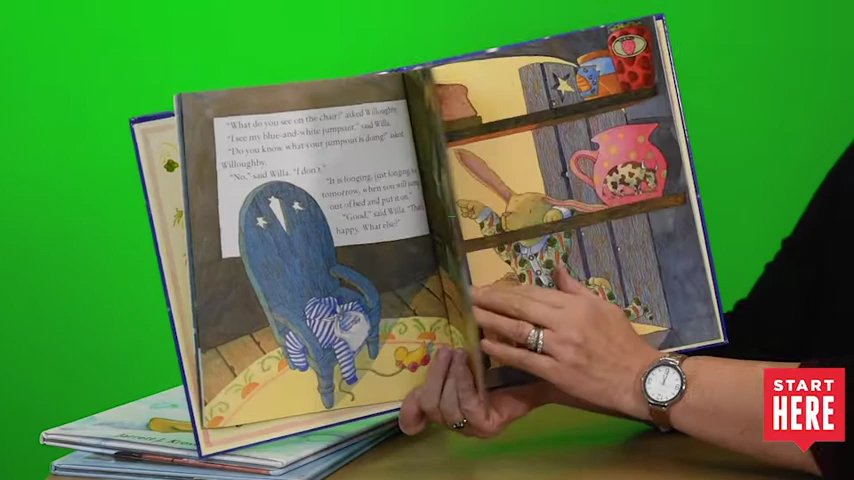 "What do you see on the chair?" asked Willoughby.
"I see my blue-and-white jumpsuit," said Willa.
"Do you know what your jumpsuit is doing?" asked
Willoughby.
"No," said Willa. "I don't."
"It is longing, just longing for
tomorrow, when you will jump
out of bed and put it on."
"Good," said Willa. "That's
happy. What else?"
START
HERE